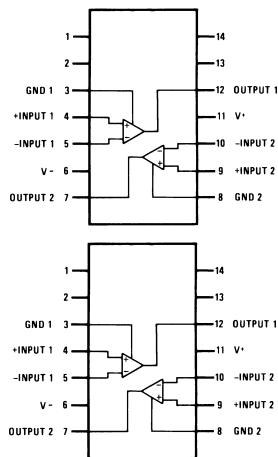 1 14
2 13
GND 1 3 12 OUTPUT 1
+INPUT 1 4 11 V+
−INPUT 1 5 10 −INPUT 2
V− 6 9 +INPUT 2
OUTPUT 2 7 8 GND 2
+
−
−
+
1 14
2 13
GND 1 3 12 OUTPUT 1
+INPUT 1 4 11 V+
−INPUT 1 5 10 −INPUT 2
V− 6 9 +INPUT 2
OUTPUT 2 7 8 GND 2
+
−
−
+